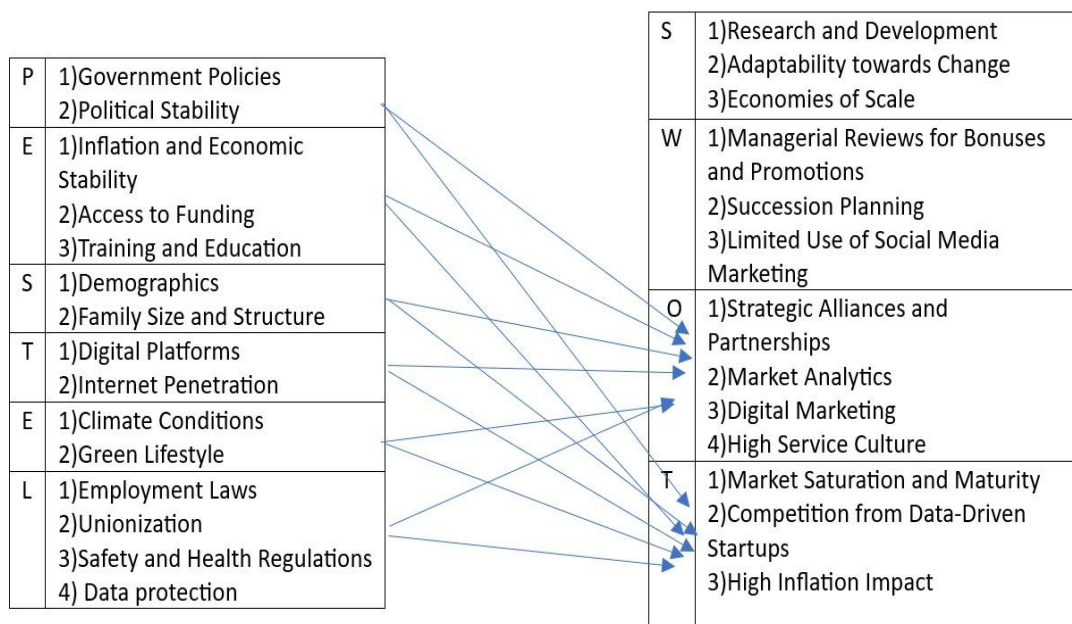 P
1)Government Policies
2)Political Stability
E
1)Inflation and Economic
Stability
2)Access to Funding
3)Training and Education
S
1)Demographics
2)Family Size and Structure
T
1)Digital Platforms
2)Internet Penetration
E
1)Climate Conditions
2)Green Lifestyle
L
1)Employment Laws
2)Unionization
3)Safety and Health Regulations
4) Data protection
S
1)Research and Development
2)Adaptability towards Change
3)Economies of Scale
W
1)Managerial Reviews for Bonuses
and Promotions
2)Succession Planning
3)Limited Use of Social Media
Marketing
O
1)Strategic Alliances and
Partnerships
2)Market Analytics
3)Digital Marketing
4)High Service Culture
T
1)Market Saturation and Maturity
2)Competition from Data-Driven
Startups
3)High Inflation Impact